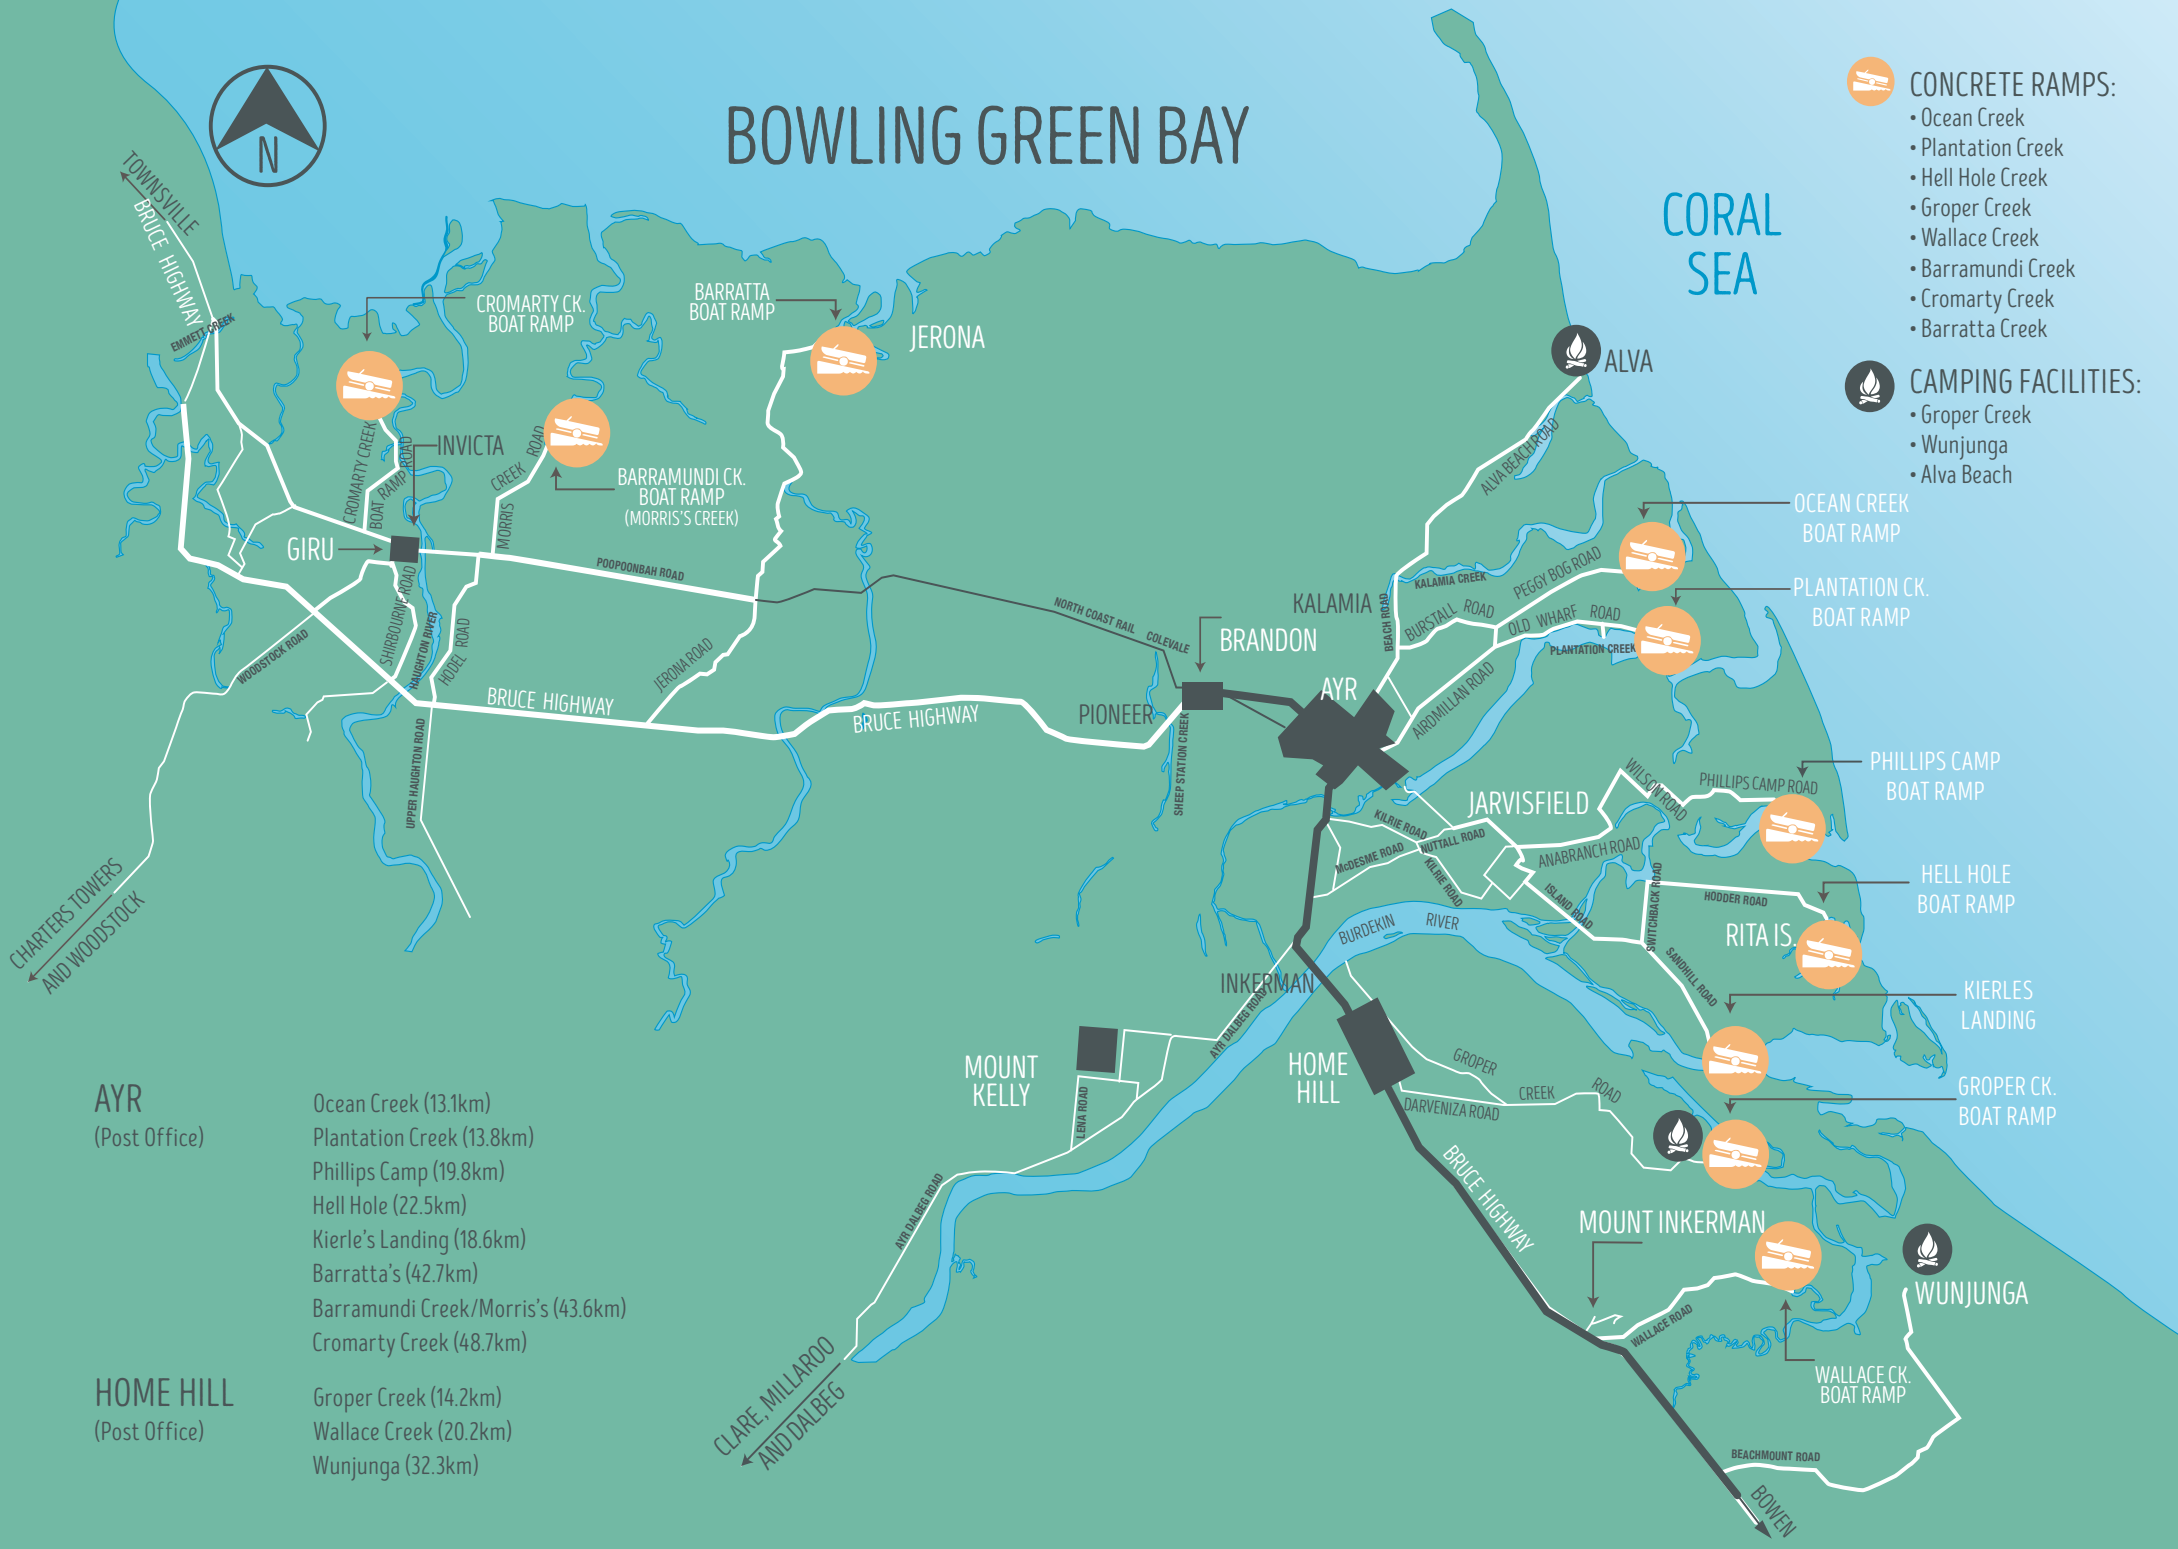 BOWLING GREEN BAY
CORAL
SEA
N
CONCRETE RAMPS:
• Ocean Creek
• Plantation Creek
• Hell Hole Creek
• Groper Creek
• Wallace Creek
• Barramundi Creek
• Cromarty Creek
• Barratta Creek
CAMPING FACILITIES:
• Groper Creek
• Wunjunga
• Alva Beach
TOWNSVILLE
BRUCE HIGHWAY
EMMETT CREEK
CROMARTY CK.
BOAT RAMP
BARRATTA
BOAT RAMP
JERONA
ALVA
ALVA BEACH ROAD
CROMARTY CREEK
BOAT RAMP ROAD
INVICTA
MORRIS
CREEK
ROAD
BARRAMUNDI CK.
BOAT RAMP
(MORRIS'S CREEK)
OCEAN CREEK
BOAT RAMP
GIRU
POOPOONBAH ROAD
NORTH COAST RAIL
COLEVALE
KALAMIA
KALAMIA CREEK
PEGGY BOG ROAD
PLANTATION CK.
BOAT RAMP
BEACH ROAD
BURSTALL
ROAD
OLD
WHARF
ROAD
PLANTATION CREEK
BRANDON
WOODSTOCK ROAD
SHIRBOURNE ROAD
HAUGHTON RIVER
HODEL
ROAD
JERONA ROAD
BRUCE HIGHWAY
BRUCE HIGHWAY
PIONEER
AYR
AIRDMILLAN ROAD
UPPER HAUGHTON ROAD
SHEEP STATION CREEK
JARVISFIELD
WILSON ROAD
PHILLIPS CAMP ROAD
PHILLIPS CAMP
BOAT RAMP
KILRIE ROAD
NUTTALL ROAD
McDESME ROAD
KILRIE ROAD
ANABRANCH ROAD
ISLAND ROAD
SWITCHBACK ROAD
HODDER ROAD
HELL HOLE
BOAT RAMP
RITA IS.
CHARTERS TOWERS
AND WOODSTOCK
BURDEKIN
RIVER
SANDHILL ROAD
INKERMAN
AYR DALBEG ROAD
KIERLES
LANDING
MOUNT
KELLY
LENA ROAD
HOME
HILL
GROPER
CREEK
ROAD
DARVENIZA ROAD
GROPER CK.
BOAT RAMP
AYR DALBEG ROAD
BRUCE HIGHWAY
MOUNT INKERMAN
WALLACE ROAD
WUNJUNGA
WALLACE CK.
BOAT RAMP
CLARE, MILLAROO
AND DALBEG
BEACHMOUNT ROAD
BOWEN
AYR
(Post Office)
Ocean Creek (13.1km)
Plantation Creek (13.8km)
Phillips Camp (19.8km)
Hell Hole (22.5km)
Kierle's Landing (18.6km)
Barratta's (42.7km)
Barramundi Creek/Morris's (43.6km)
Cromarty Creek (48.7km)
HOME HILL
(Post Office)
Groper Creek (14.2km)
Wallace Creek (20.2km)
Wunjunga (32.3km)